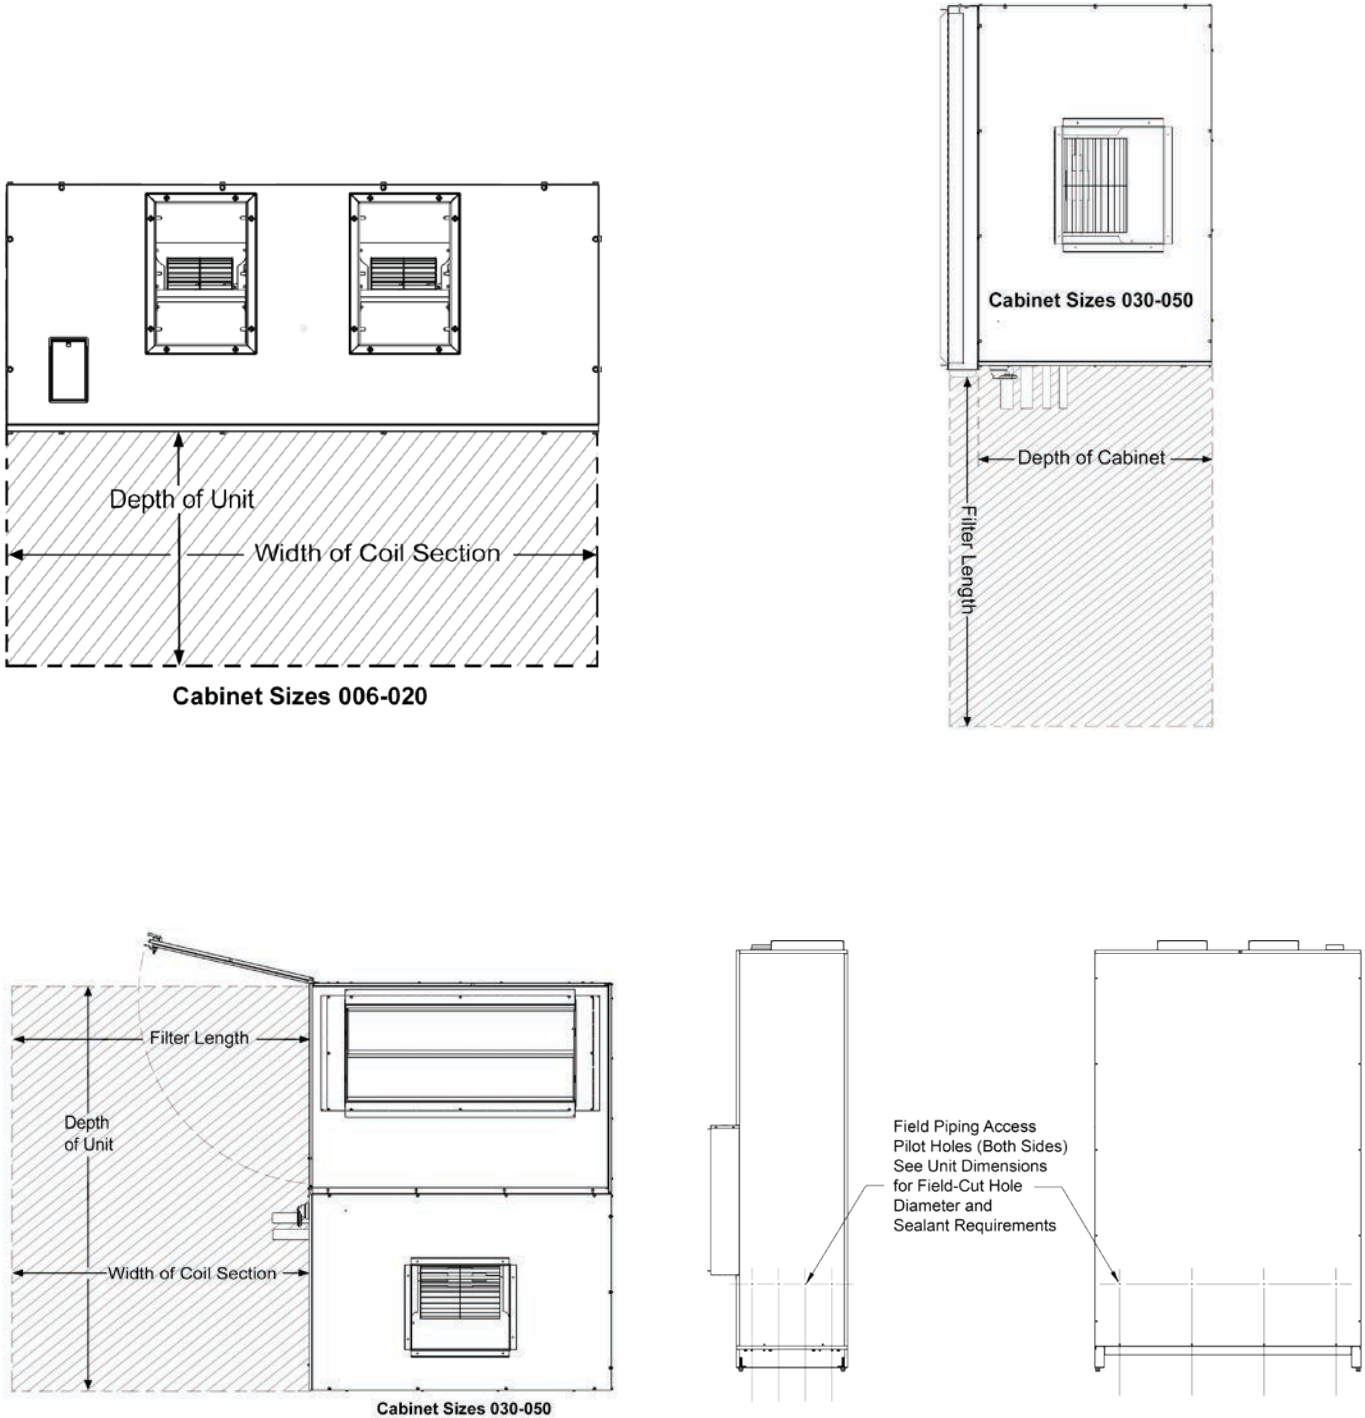 Cabinet Sizes 030-050
Depth of Cabinet
Filter Length
Depth of Unit
Width of Coil Section
Cabinet Sizes 006-020
Filter Length
Depth
of Unit
Width of Coil Section
Cabinet Sizes 030-050
Field Piping Access
Pilot Holes (Both Sides)
See Unit Dimensions
for Field-Cut Hole
Diameter and
Sealant Requirements